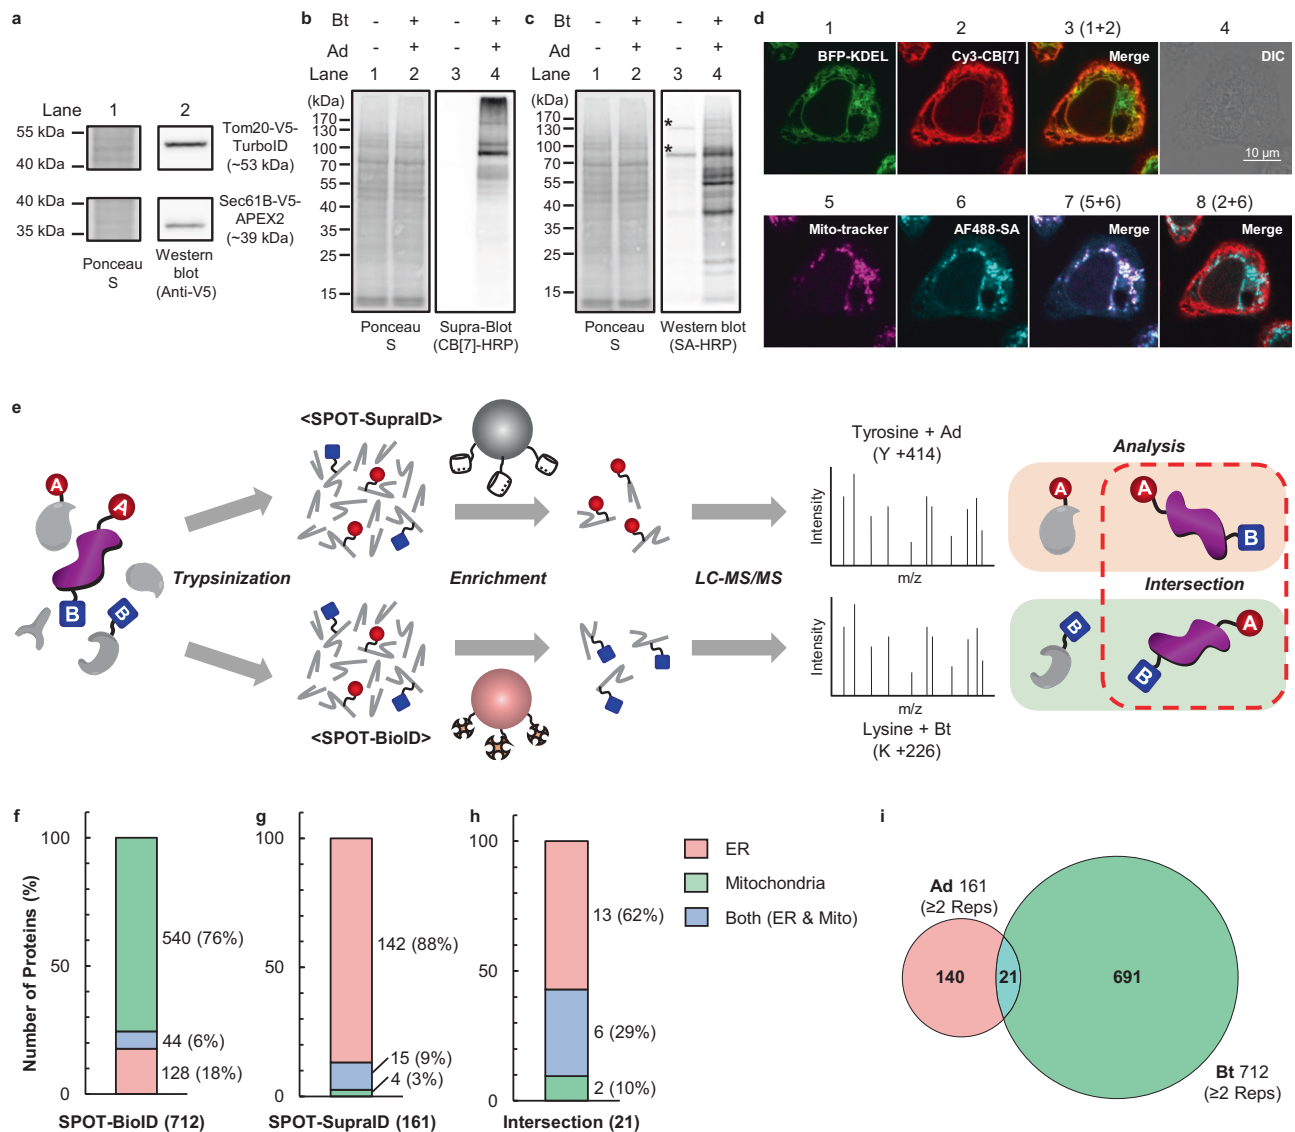 a
Lane 1 2
55 kDa
40 kDa
Tom20-V5-
TurboID
(~53 kDa)
40 kDa
35 kDa
Sec61B-V5-
APEX2
(~39 kDa)
Ponceau
S
Western
blot
(Anti-V5)
b
Bt - + - +
Ad - + - +
Lane 1 2 3 4
(kDa)
170
130
100
70
55
45
35
25
15
Ponceau
S
Supra-Blot
(CB[7]-HRP)
c
Bt - + - +
Ad - + - +
Lane 1 2 3 4
(kDa)
170
130
100
70
55
45
35
25
15
*
*
Ponceau
S
Western blot
(SA-HRP)
d
1 2 3 (1+2) 4
BFP-KDEL Cy3-CB[7] Merge DIC
10 µm
5 6 7 (5+6) 8 (2+6)
Mito-tracker AF488-SA Merge Merge
e
<SPOT-SupraID>
A
A
B
B
Trypsinization
Enrichment
LC-MS/MS
<SPOT-BioID>
Tyrosine + Ad
(Y +414)
Intensity
m/z
Intensity
m/z
Lysine + Bt
(K +226)
Analysis
A
A
B
Intersection
B
A
B
f
Number of Proteins (%)
100
50
0
540 (76%)
44 (6%)
128 (18%)
SPOT-BioID (712)
g
100
50
0
142 (88%)
15 (9%)
4 (3%)
SPOT-SupraID (161)
h
100
50
0
13 (62%)
6 (29%)
2 (10%)
Intersection (21)
ER
Mitochondria
Both (ER & Mito)
i
Ad 161
(≥2 Reps)
140 21 691
Bt 712
(≥2 Reps)